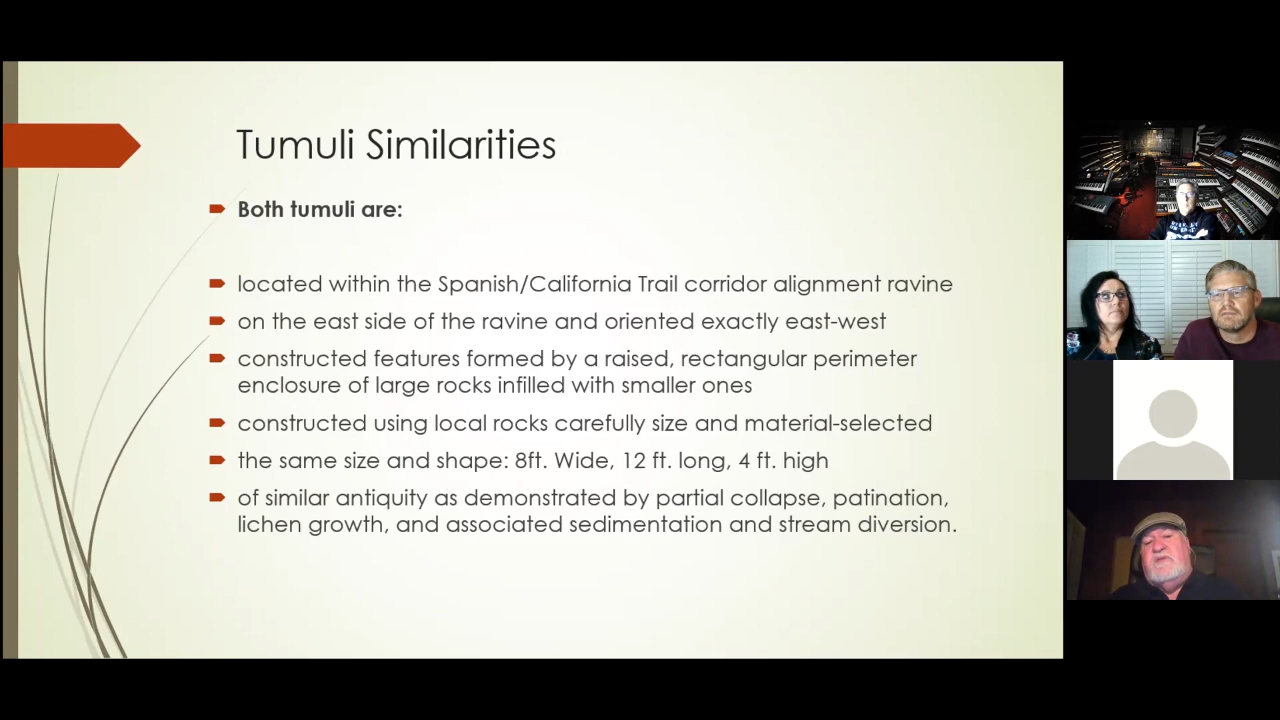 Tumuli Similarities
Both tumuli are:
located within the Spanish/California Trail corridor alignment ravine
on the east side of the ravine and oriented exactly east-west
constructed features formed by a raised, rectangular perimeter
enclosure of large rocks infilled with smaller ones
constructed using local rocks carefully size and material-selected
the same size and shape: 8ft. Wide, 12 ft. long, 4 ft. high
of similar antiquity as demonstrated by partial collapse, patination,
lichen growth, and associated sedimentation and stream diversion.